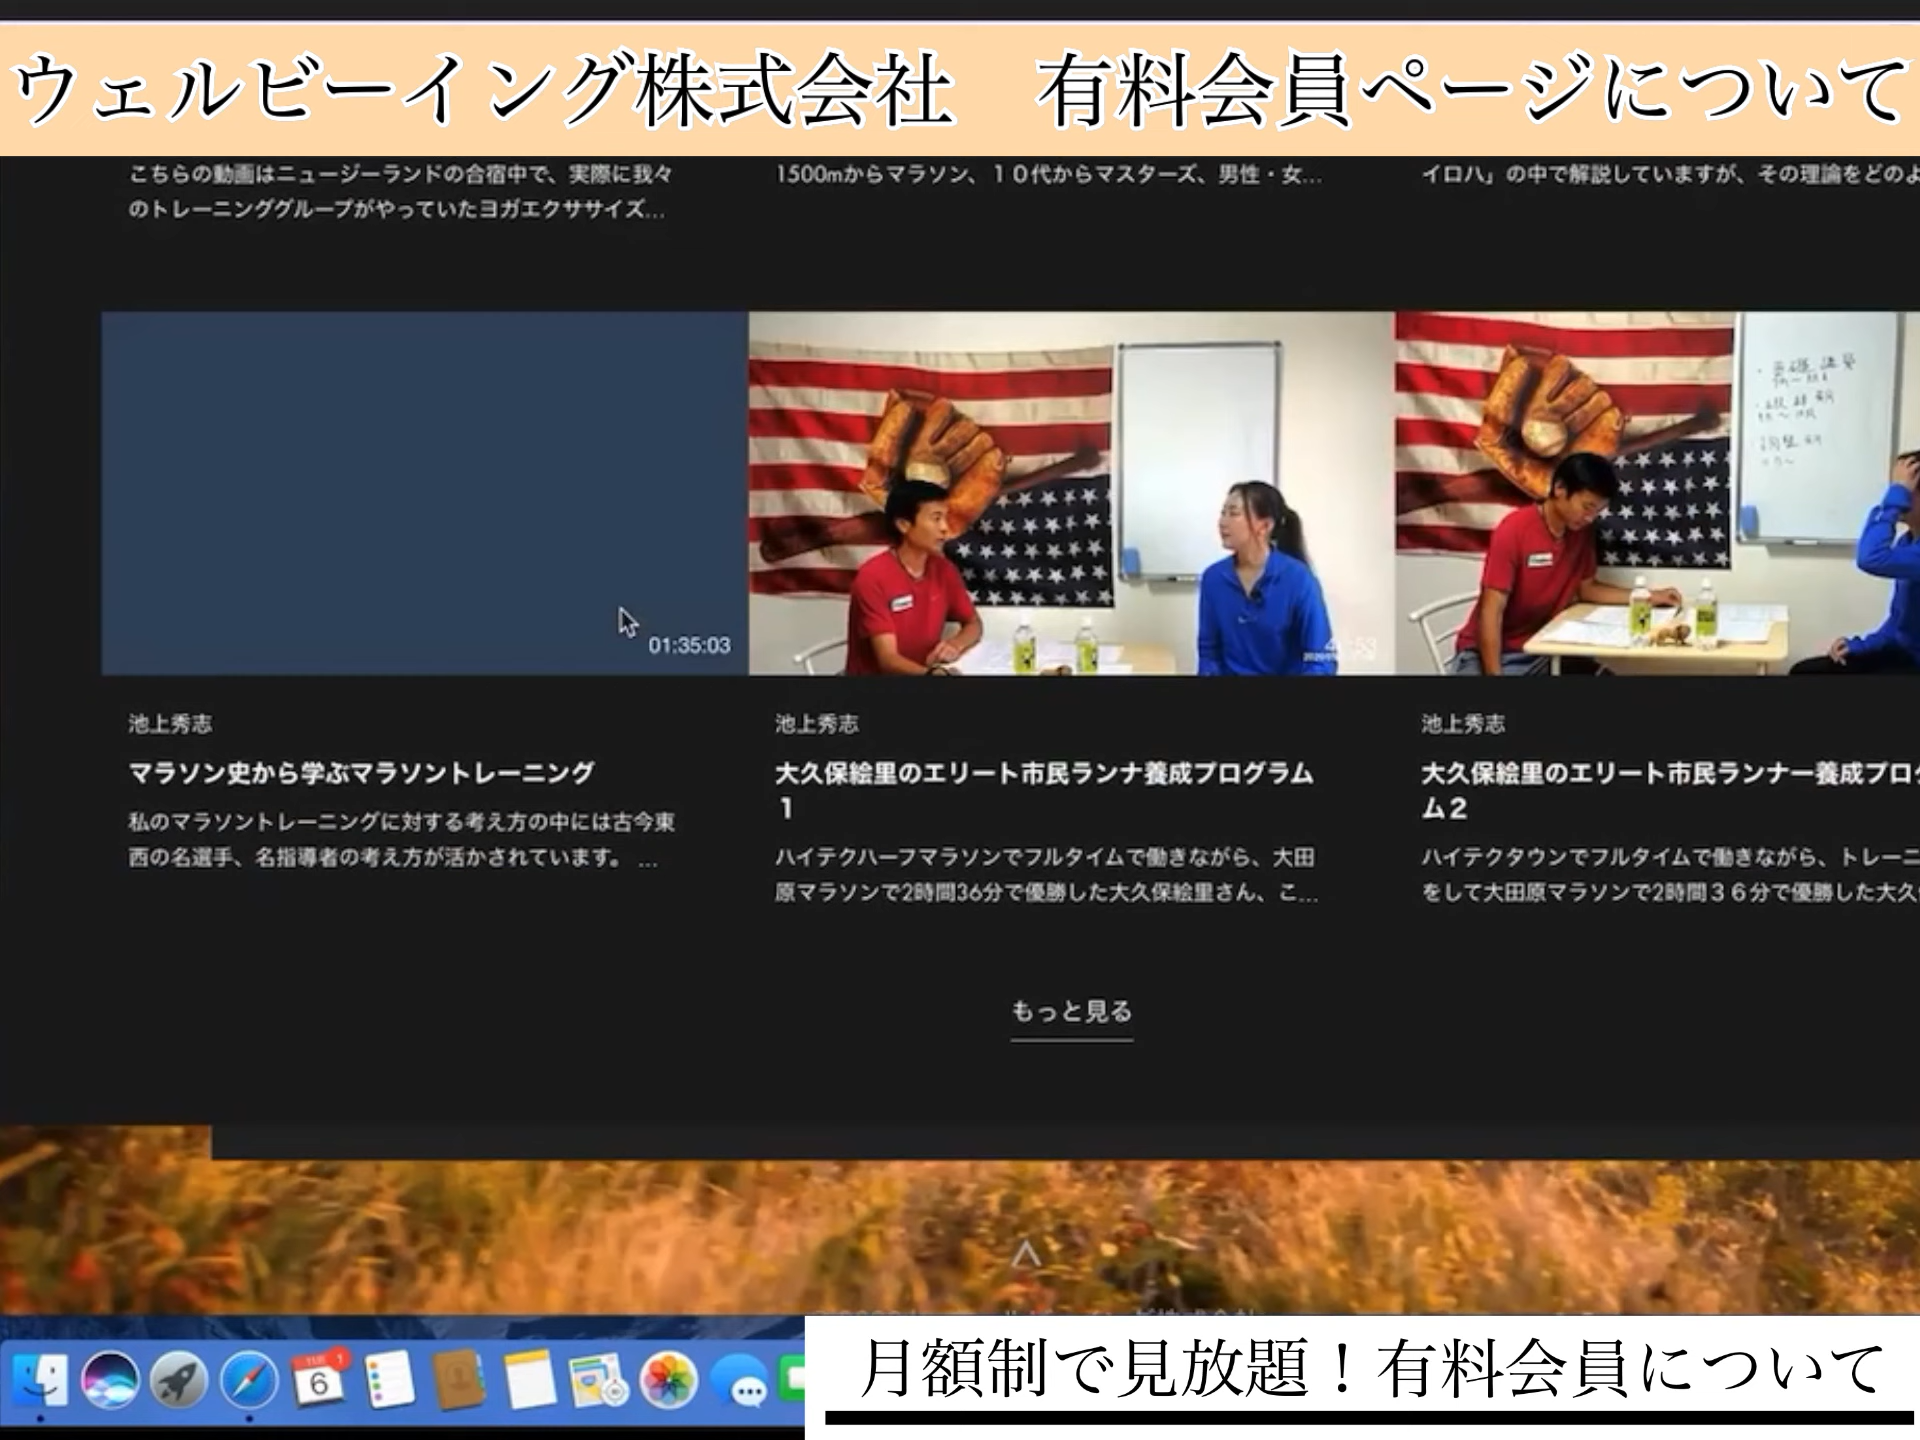 ウェルビーイング株式会社　有料会員ページについて
こちらの動画はニュージーランドの合宿中で、実際に我々
のトレーニンググループがやっていたヨガエクササイズ...
1500mからマラソン、１０代からマスターズ、男性・女...
イロハ」の中で解説していますが、その理論をどのよ
01:35:03
池上秀志
マラソン史から学ぶマラソントレーニング
私のマラソントレーニングに対する考え方の中には古今東
西の名選手、名指導者の考え方が活かされています。 ...
池上秀志
大久保絵里のエリート市民ランナ養成プログラム
１
ハイテクハーフマラソンでフルタイムで働きながら、大田
原マラソンで2時間36分で優勝した大久保絵里さん、こ...
池上秀志
大久保絵里のエリート市民ランナー養成プログ
ム２
ハイテクタウンでフルタイムで働きながら、トレーニ
をして大田原マラソンで2時間３６分で優勝した大久
もっと見る
1
6
月額制で見放題！有料会員について